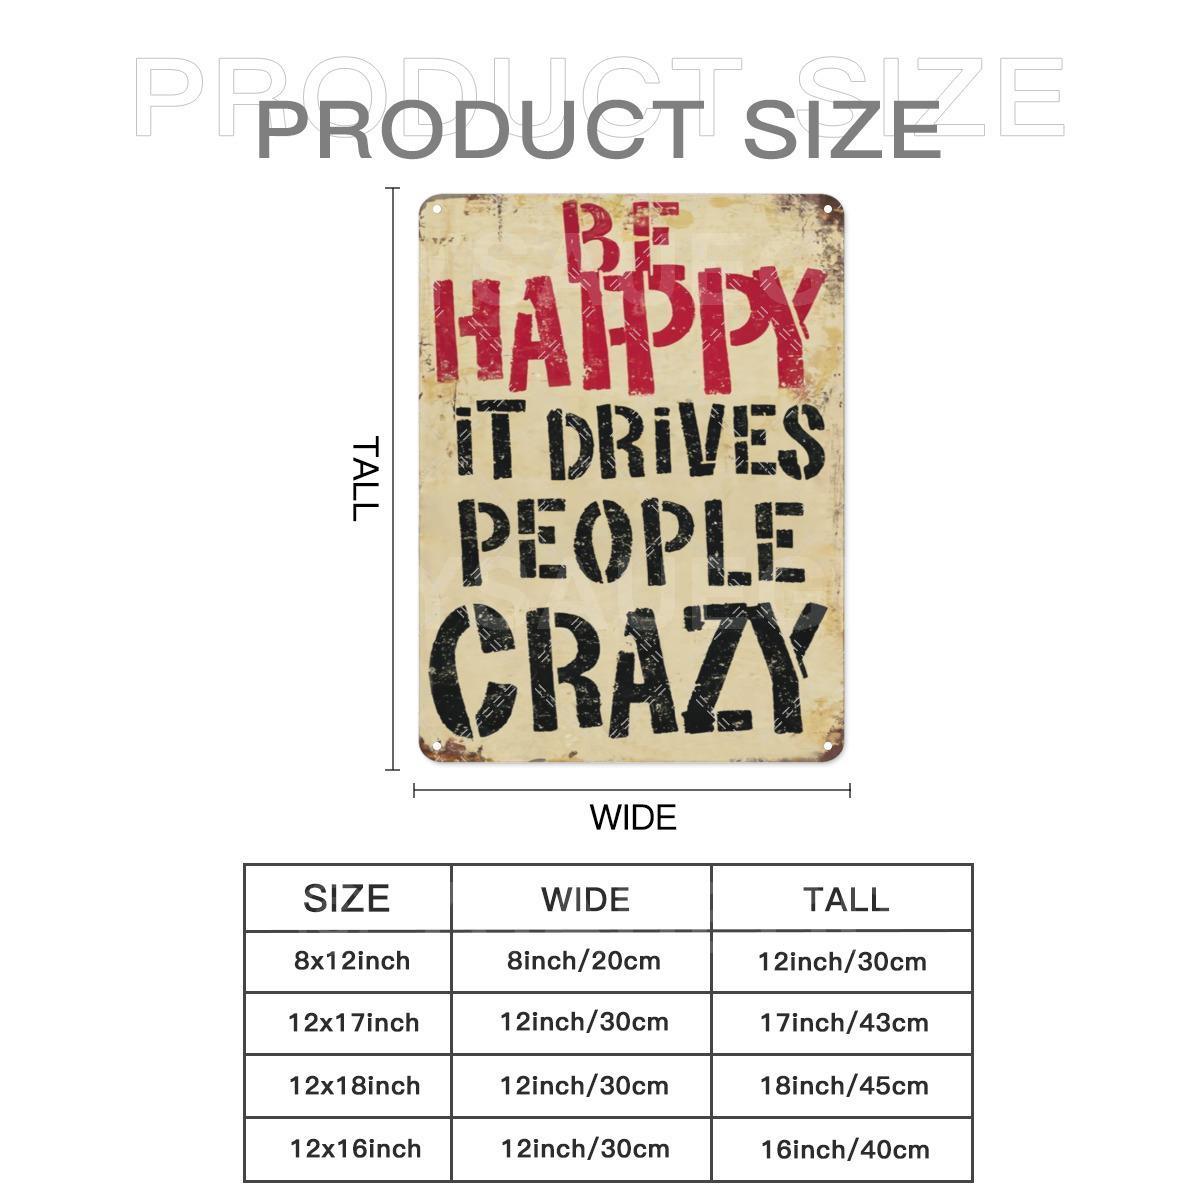 PRODUCT SIZE
PRODUCT SIZE
BE
HAPPY
iT DRiVES
PEOPLE
CRAZY
TALL
WIDE
SIZE WIDE TALL
8x12inch 8inch/20cm 12inch/30cm
12x17inch 12inch/30cm 17inch/43cm
12x18inch 12inch/30cm 18inch/45cm
12x16inch 12inch/30cm 16inch/40cm